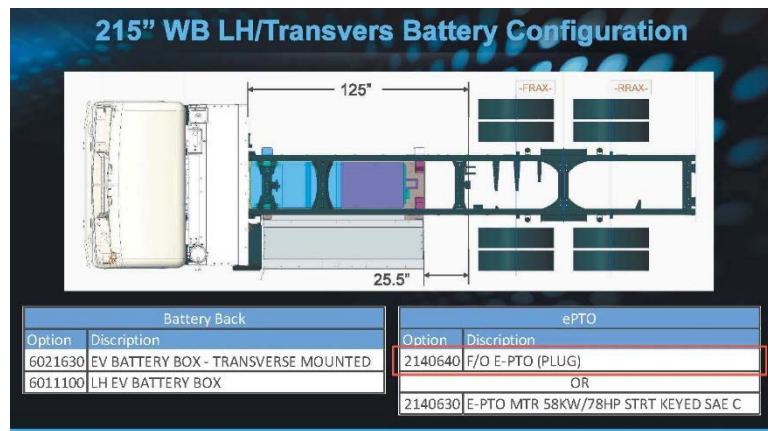 215" WB LH/Transvers Battery Configuration
125"
-FRAX-
-RRAX-
25.5"
Battery Back
Option Discription
6021630 EV BATTERY BOX - TRANSVERSE MOUNTED
6011100 LH EV BATTERY BOX
ePTO
Option Discription
2140640 F/O E-PTO (PLUG)
OR
2140630 E-PTO MTR 58KW/78HP STRT KEYED SAE C